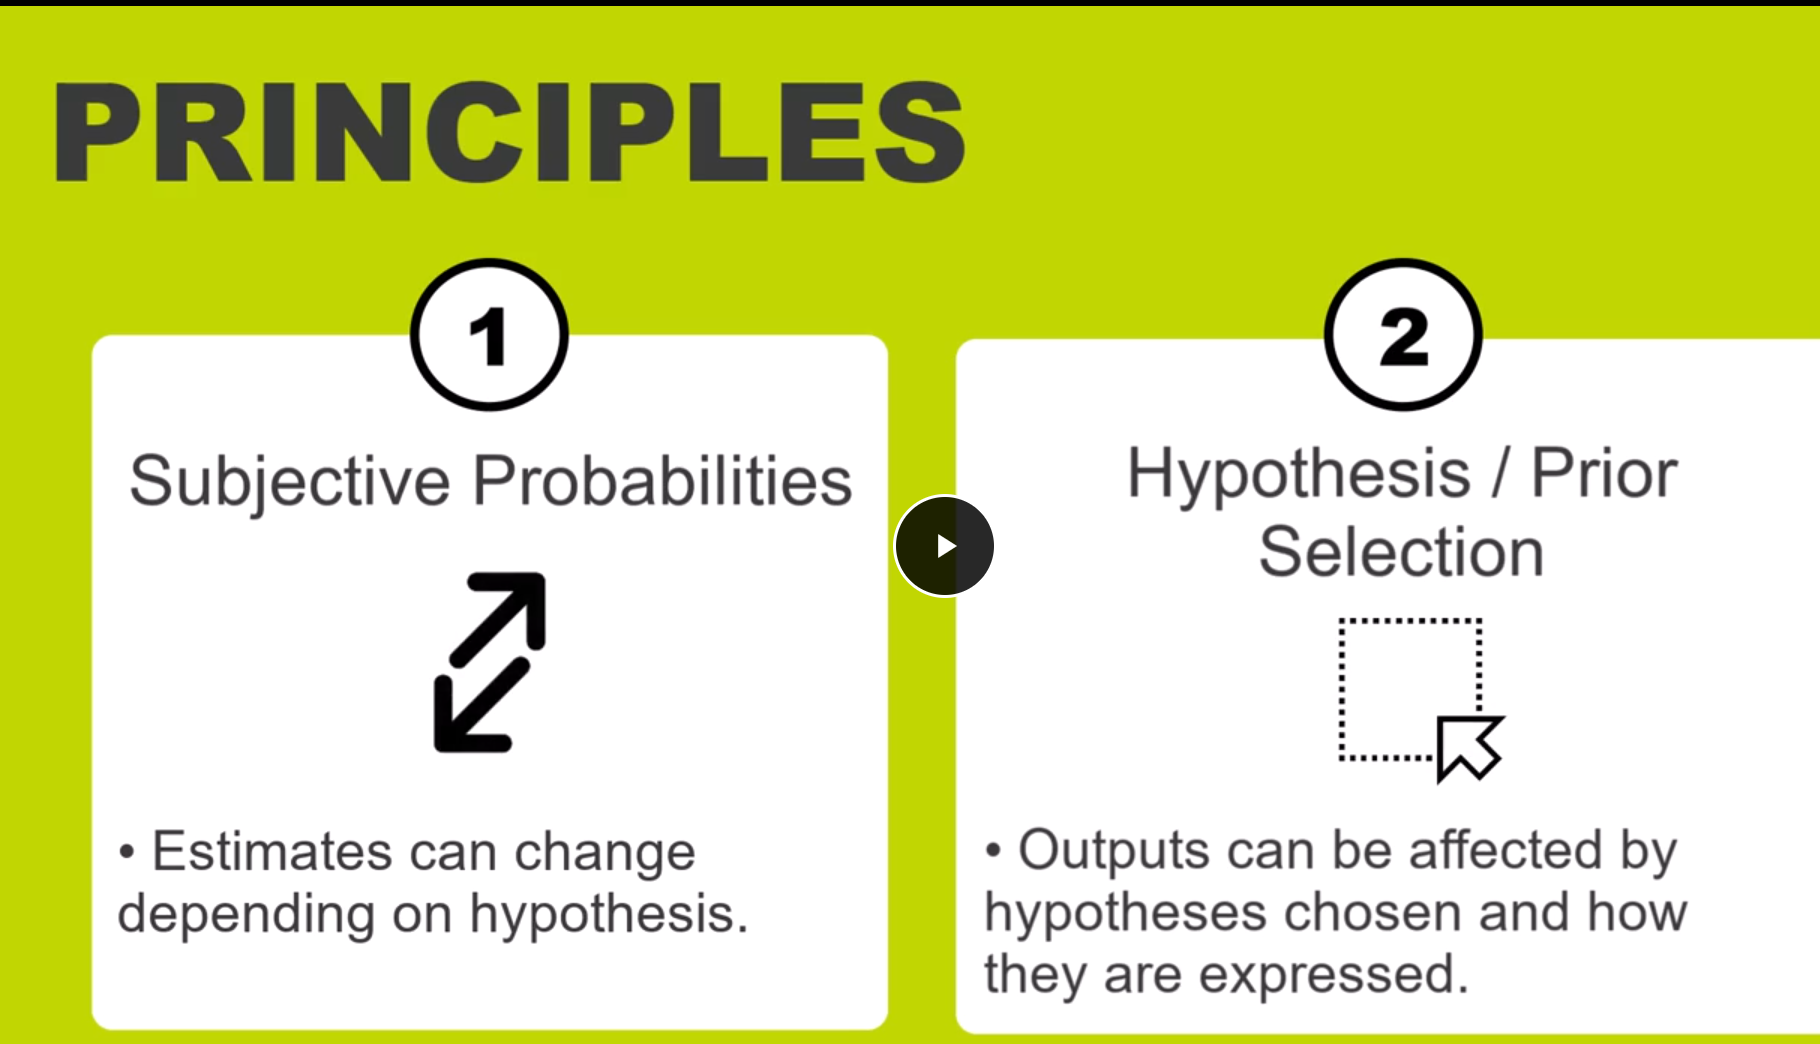 PRINCIPLES
1
Subjective Probabilities
• Estimates can change
depending on hypothesis.
2
Hypothesis / Prior
Selection
• Outputs can be affected by
hypotheses chosen and how
they are expressed.